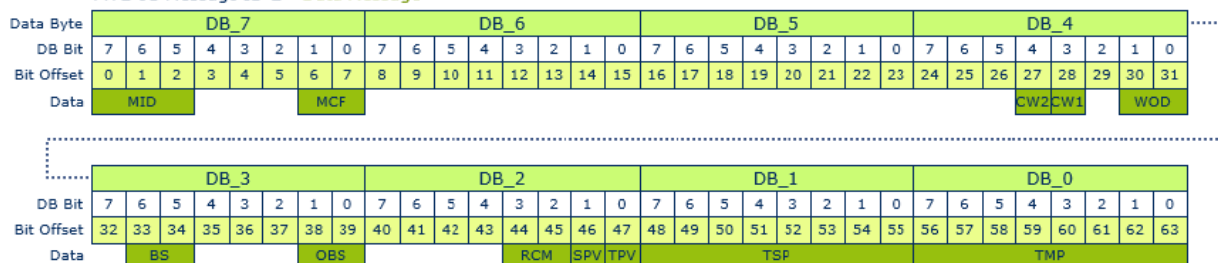 Data Byte DB_7 DB_6 DB_5 DB_4
DB Bit 7 6 5 4 3 2 1 0 7 6 5 4 3 2 1 0 7 6 5 4 3 2 1 0 7 6 5 4 3 2 1 0
Bit Offset 0 1 2 3 4 5 6 7 8 9 10 11 12 13 14 15 16 17 18 19 20 21 22 23 24 25 26 27 28 29 30 31
Data MID MCF CW2 CW1 WOD
DB_3 DB_2 DB_1 DB_0
DB Bit 7 6 5 4 3 2 1 0 7 6 5 4 3 2 1 0 7 6 5 4 3 2 1 0 7 6 5 4 3 2 1 0
Bit Offset 32 33 34 35 36 37 38 39 40 41 42 43 44 45 46 47 48 49 50 51 52 53 54 55 56 57 58 59 60 61 62 63
Data BS OBS RCM SPV TPV TSP TMP